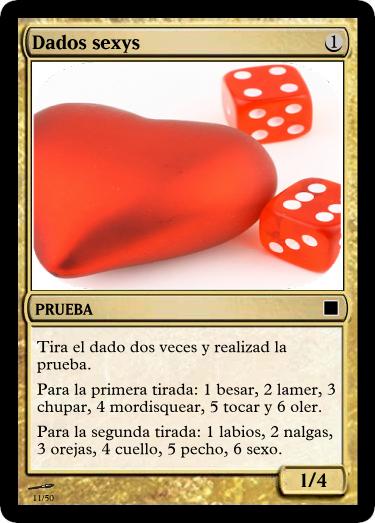 Dados sexys
1
PRUEBA
Tira el dado dos veces y realizad la
prueba.
Para la primera tirada: 1 besar, 2 lamer, 3
chupar, 4 mordisquear, 5 tocar y 6 oler.
Para la segunda tirada: 1 labios, 2 nalgas,
3 orejas, 4 cuello, 5 pecho, 6 sexo.
1/4
11/50